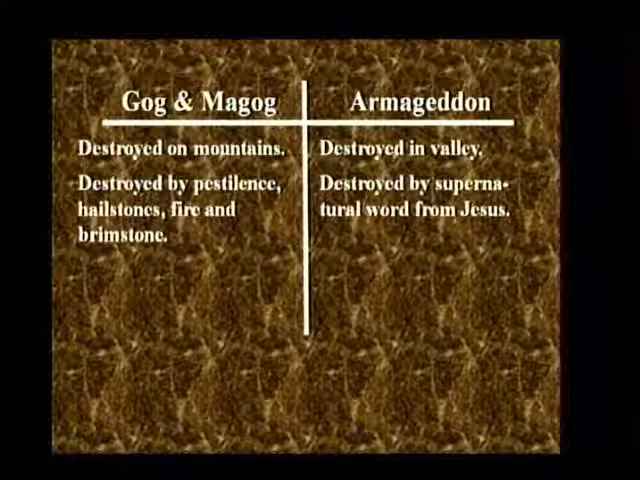 Gog & Magog
Destroyed on mountains.
Destroyed by pestilence,
hailstones, fire and
brimstone.
Armageddon
Destroyed in valley.
Destroyed by superna-
tural word from Jesus.